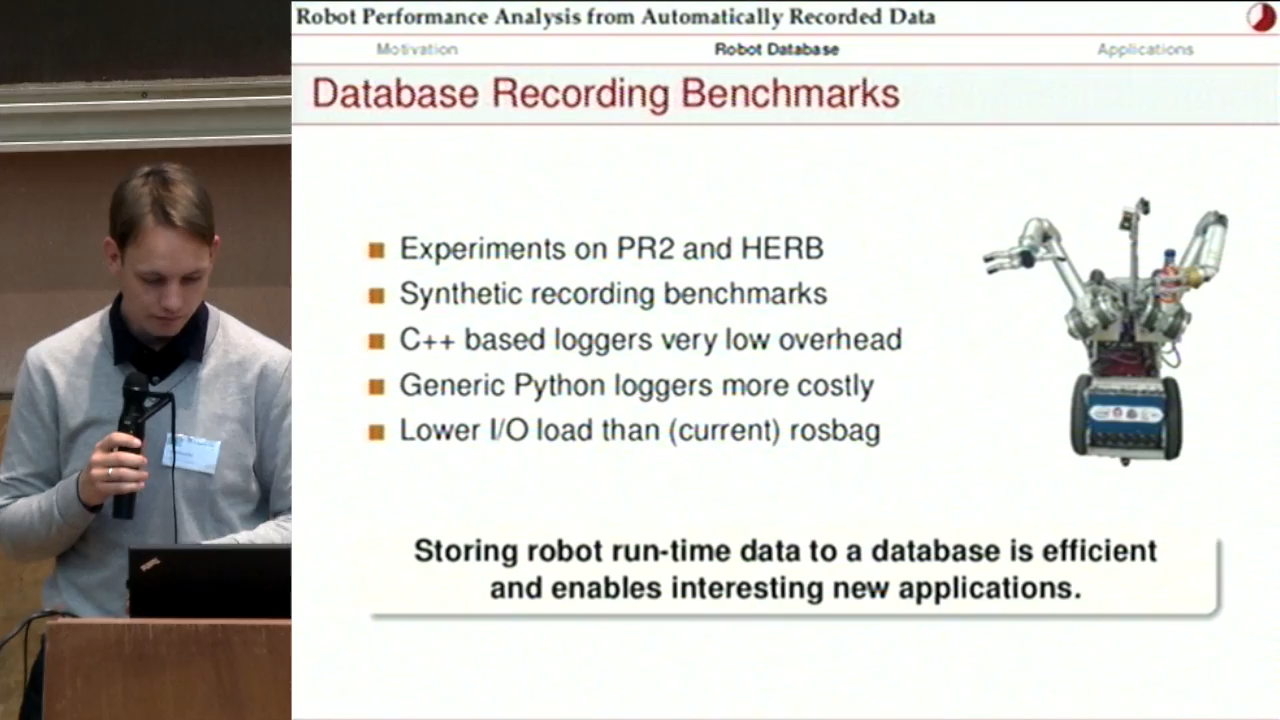 Robot Performance Analysis from Automatically Recorded Data
Motivation
Robot Database
Applications
Database Recording Benchmarks
Experiments on PR2 and HERB
Synthetic recording benchmarks
C++ based loggers very low overhead
Generic Python loggers more costly
Lower I/O load than (current) rosbag
Storing robot run-time data to a database is efficient
and enables interesting new applications.